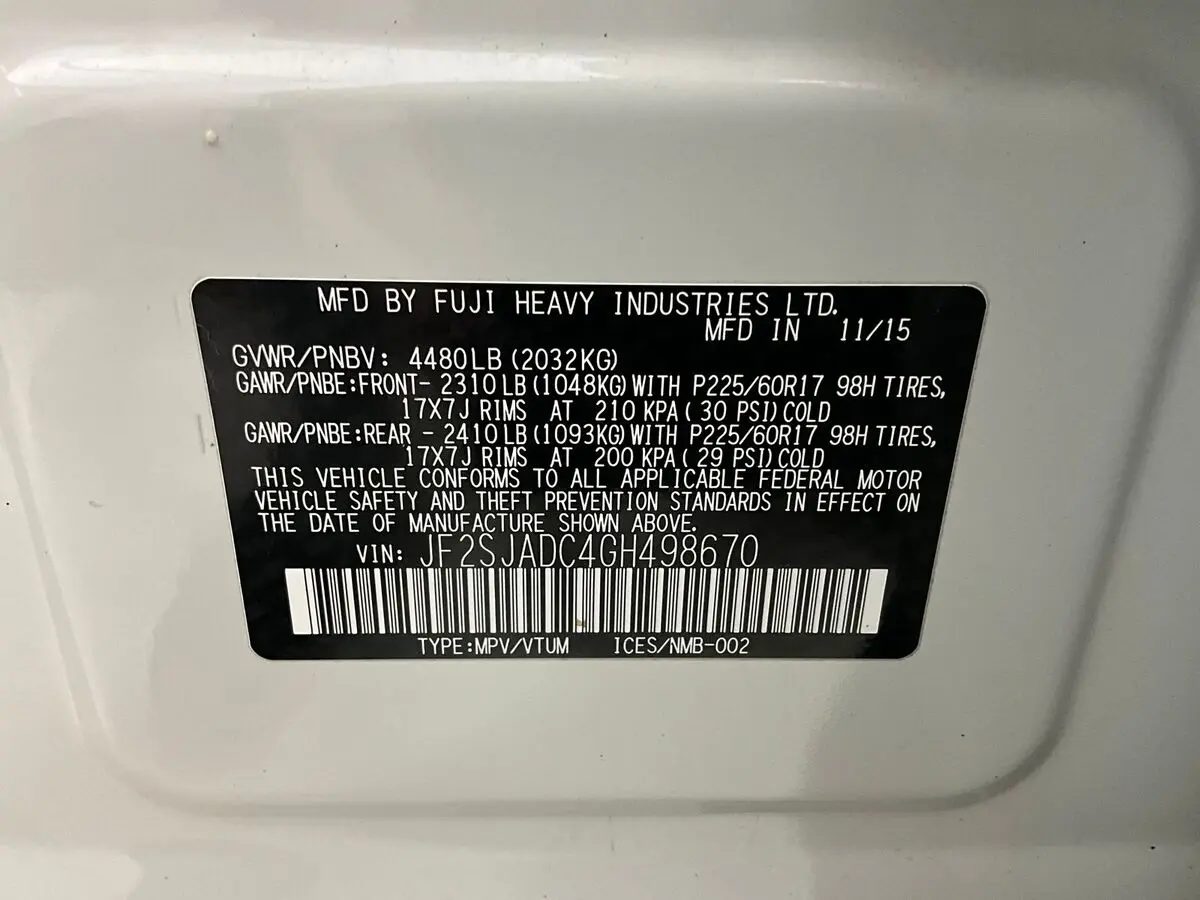 MFD BY FUJI HEAVY INDUSTRIES LTD.
MFD IN 11/15
GVWR/PNBV: 4480LB(2032KG)
GAWR/PNBE:FRONT- 2310LB(1048KG)WITH P225/60R17 98H TIRES,
17X7J RIMS AT 210 KPA( 30 PSI)COLD
GAWR/PNBE:REAR - 2410LB(1093KG)WITH P225/60R17 98H TIRES,
17X7J RIMS AT 200 KPA( 29 PSI)COLD
THIS VEHICLE CONFORMS TO ALL APPLICABLE FEDERAL MOTOR
VEHICLE SAFETY AND THEFT PREVENTION STANDARDS IN EFFECT ON
THE DATE OF MANUFACTURE SHOWN ABOVE.
VIN: JF2SJADC4GH498670
TYPE:MPV/VTUM ICES/NMB-002